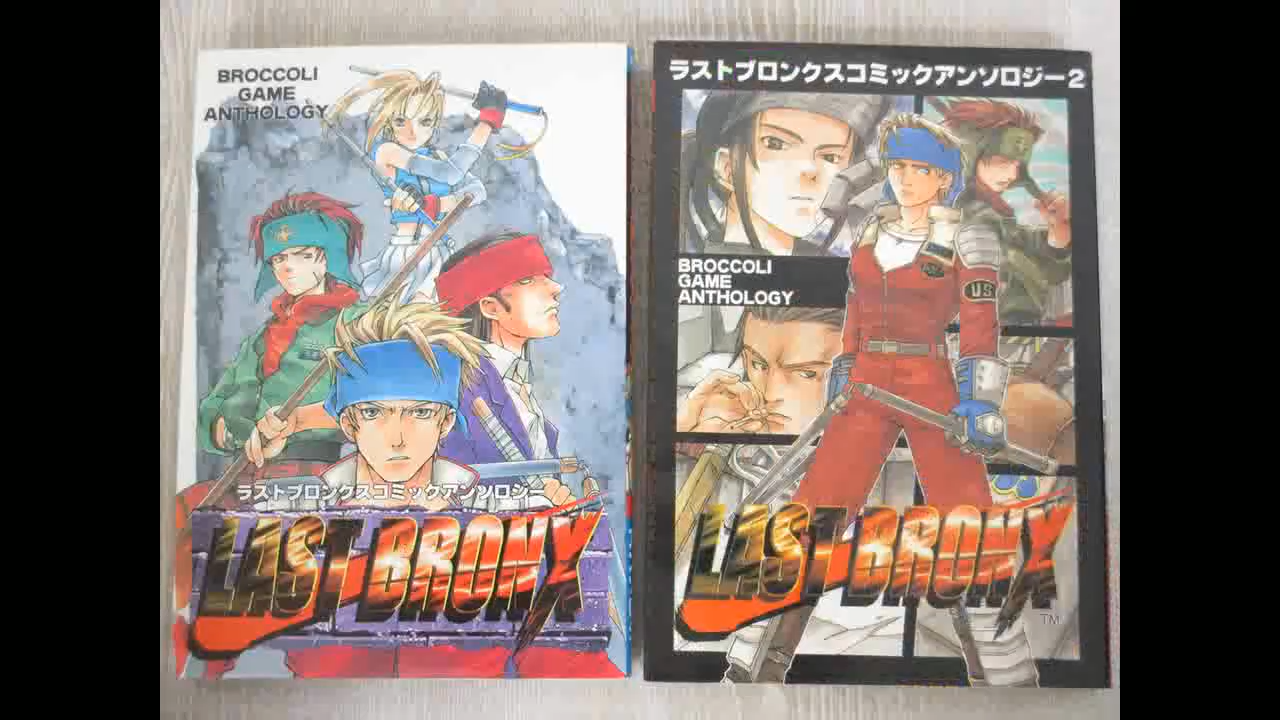 BROCCOLI
GAME
ANTHOLOGY
ラストブロンクスコミックアンソロジー
LAST BRONX
ラストブロンクスコミックアンソロジー2
BROCCOLI
GAME
ANTHOLOGY
US
LAST BRONX
TM